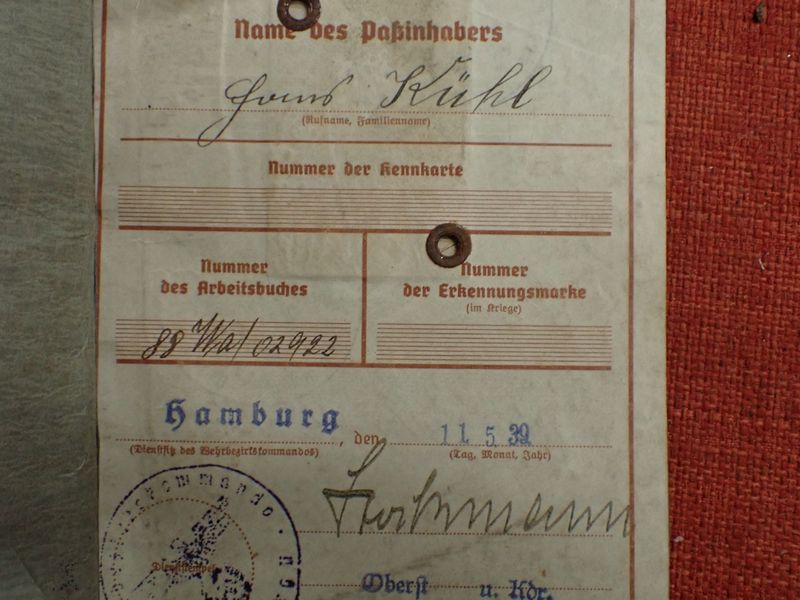 Name des Paßinhabers
Hans Kühl
(Rufname, Familienname)
Nummer der Kennkarte
Nummer
des Arbeitsbuches
Nummer
der Erkennungsmarke
(im Kriege)
88 Wa/02922
Hamburg, den 11. 5. 39
(Dienstsitz des Wehrbezirkskommandos)
(Tag, Monat, Jahr)
Dienststempel
Oberst u. Kdr.